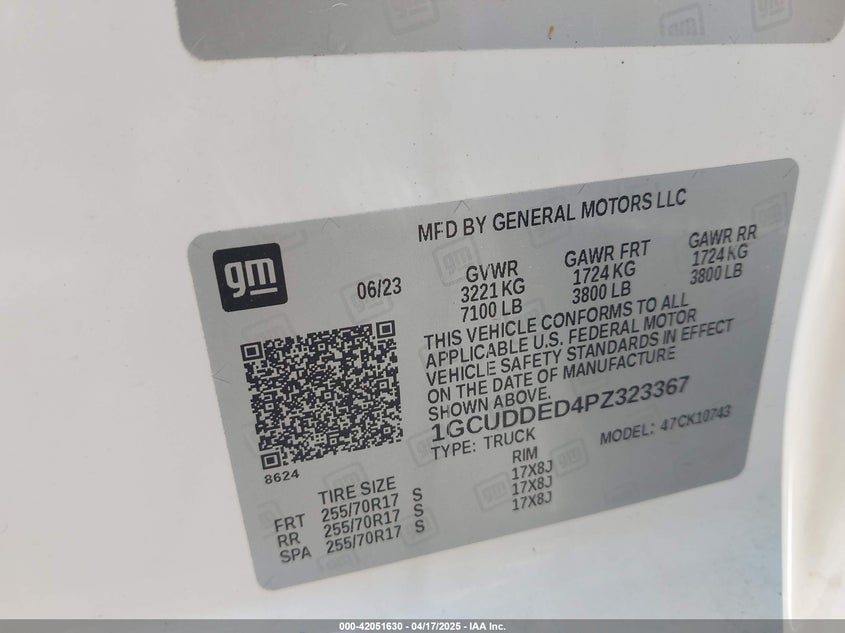 gm
MFD BY GENERAL MOTORS LLC
06/23
GVWR GAWR FRT GAWR RR
3221 KG 1724 KG 1724 KG
7100 LB 3800 LB 3800 LB
THIS VEHICLE CONFORMS TO ALL
APPLICABLE U.S. FEDERAL MOTOR
VEHICLE SAFETY STANDARDS IN EFFECT
ON THE DATE OF MANUFACTURE
SHOWN ABOVE.
1GCUDDED4PZ323367
TYPE: TRUCK MODEL: 47CK10743
8624
TIRE SIZE RIM
FRT 255/70R17 S 17X8J
RR 255/70R17 S 17X8J
SPA 255/70R17 S 17X8J
000-42051630 - 04/17/2025 - IAA Inc.